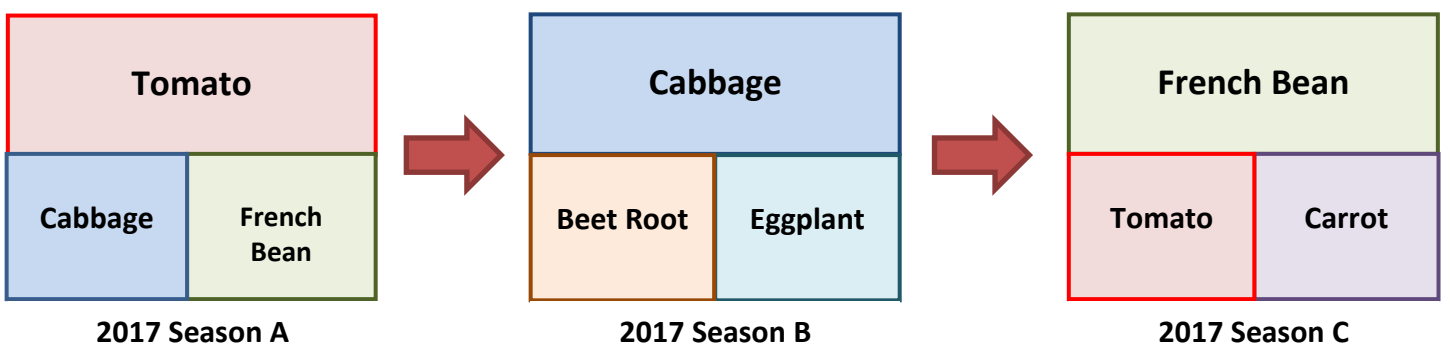 Tomato
Cabbage
French
Bean
2017 Season A
Cabbage
Beet Root
Eggplant
2017 Season B
French Bean
Tomato
Carrot
2017 Season C